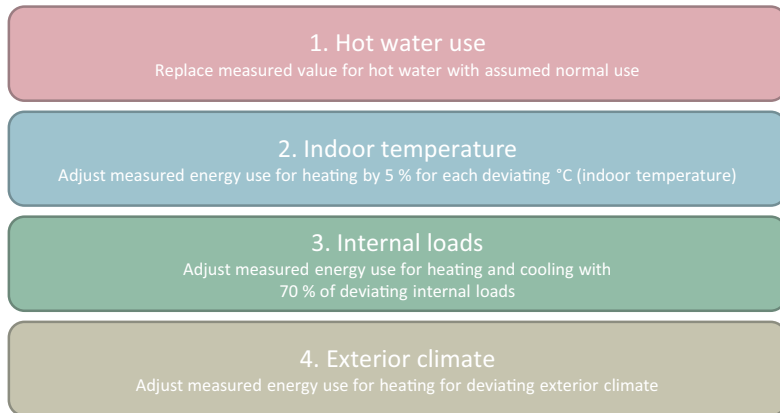 1. Hot water use
Replace measured value for hot water with assumed normal use
2. Indoor temperature
Adjust measured energy use for heating by 5 % for each deviating °C (indoor temperature)
3. Internal loads
Adjust measured energy use for heating and cooling with
70 % of deviating internal loads
4. Exterior climate
Adjust measured energy use for heating for deviating exterior climate